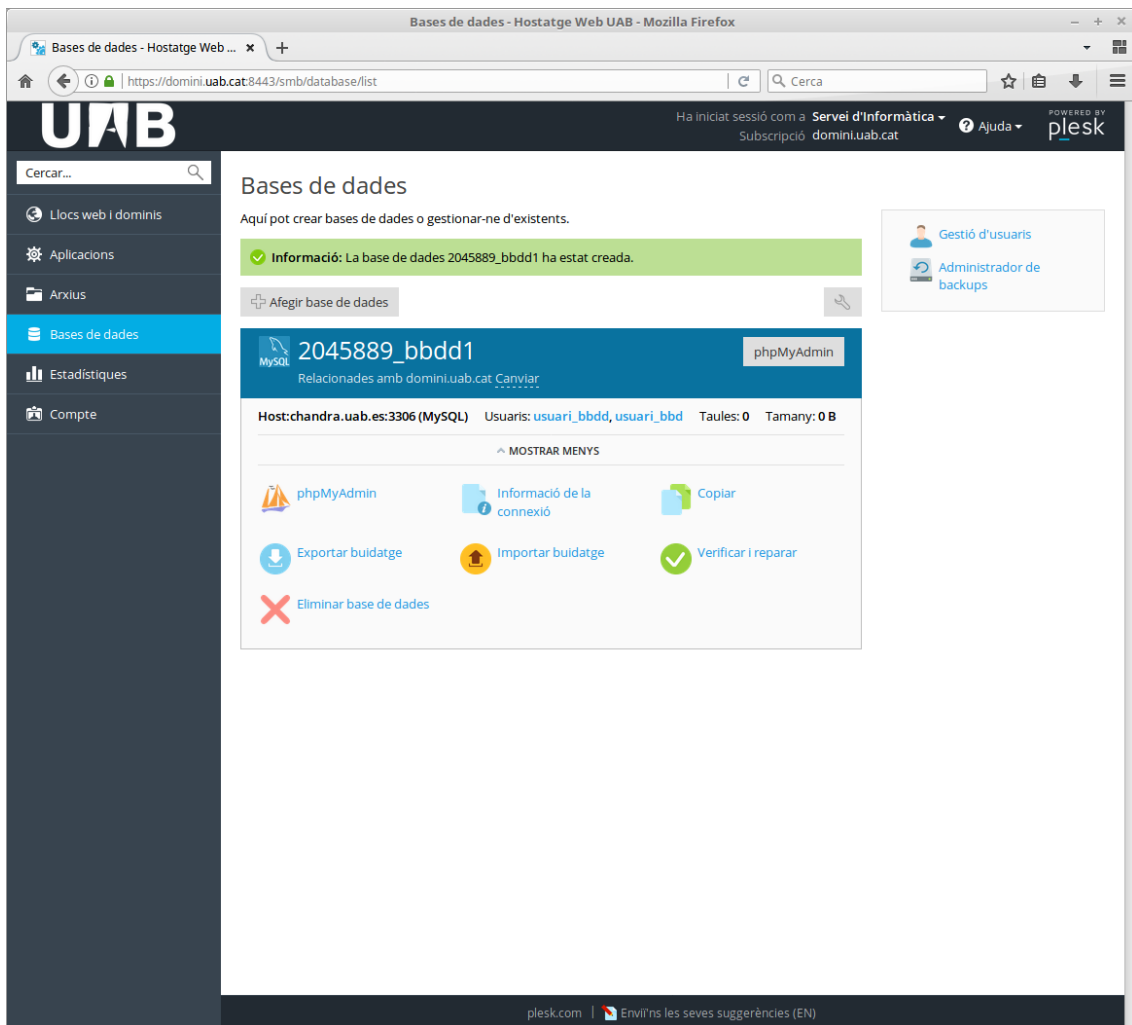 Bases de dades - Hostatge Web UAB - Mozilla Firefox
Bases de dades - Hostatge Web ...
https://domini.uab.cat:8443/smb/database/list
Cerca
UAB
Ha iniciat sessió com a Servei d'Informàtica
Subscripció domini.uab.cat
Ajuda
POWERED BY
plesk
Cercar...
Llocs web i dominis
Aplicacions
Arxius
Bases de dades
Estadístiques
Compte
Bases de dades
Aquí pot crear bases de dades o gestionar-ne d'existents.
Informació: La base de dades 2045889_bbdd1 ha estat creada.
Afegir base de dades
MySQL
2045889_bbdd1
phpMyAdmin
Relacionades amb domini.uab.cat Canviar
Host:chandra.uab.es:3306 (MySQL) Usuaris: usuari_bbdd, usuari_bbd Taules: 0 Tamany: 0 B
MOSTRAR MENYS
phpMyAdmin
Informació de la
connexió
Copiar
Exportar buidatge
Importar buidatge
Verificar i reparar
Eliminar base de dades
Gestió d'usuaris
Administrador de
backups
plesk.com | Envïi'ns les seves suggerències (EN)